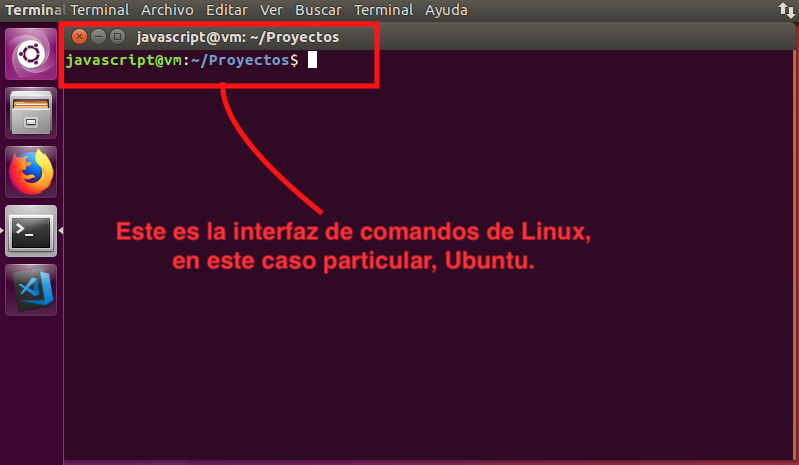 Terminal Terminal Archivo Editar Ver Buscar Terminal Ayuda
javascript@vm: ~/Proyectos
javascript@vm:~/Proyectos$
Este es la interfaz de comandos de Linux,
en este caso particular, Ubuntu.